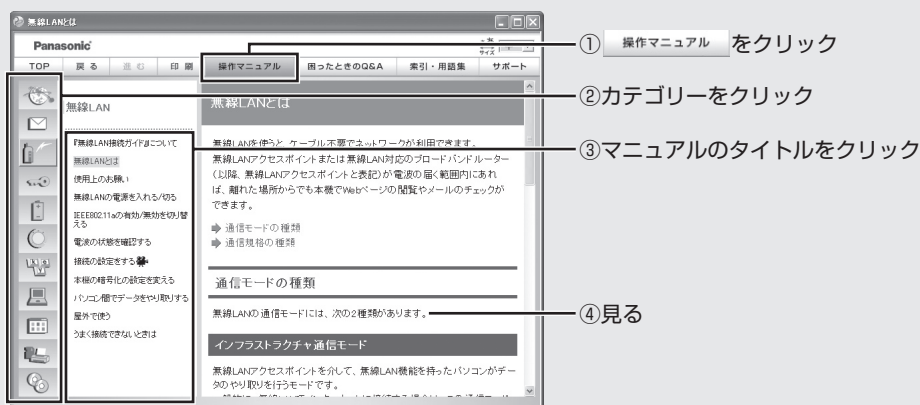 無線LANとは
Panasonic
サイズ
TOP 戻る 進む 印刷 操作マニュアル 困ったときのQ&A 索引・用語集 サポート
① 操作マニュアル をクリック
②カテゴリーをクリック
③マニュアルのタイトルをクリック
④見る
無線LAN
『無線LAN接続ガイド』について
無線LANとは
使用上のお願い
無線LANの電源を入れる/切る
IEEE802.11aの有効/無効を切り替
える
電波の状態を確認する
接続の設定をする
本機の暗号化の設定を変える
パソコン間でデータをやり取りする
屋外で使う
うまく接続できないときは
無線LANとは
無線LANを使うと、ケーブル不要でネットワークが利用できます。
無線LANアクセスポイントまたは無線LAN対応のブロードバンドルーター
(以降、無線LANアクセスポイントと表記)が電波の届く範囲内にあれ
ば、離れた場所からでも本機でWebページの閲覧やメールのチェックが
できます。
通信モードの種類
通信規格の種類
通信モードの種類
無線LANの通信モードには、次の2種類があります。
インフラストラクチャ通信モード
無線LANアクセスポイントを介して、無線LAN機能を持ったパソコンがデー
タのやり取りを行うモードです。